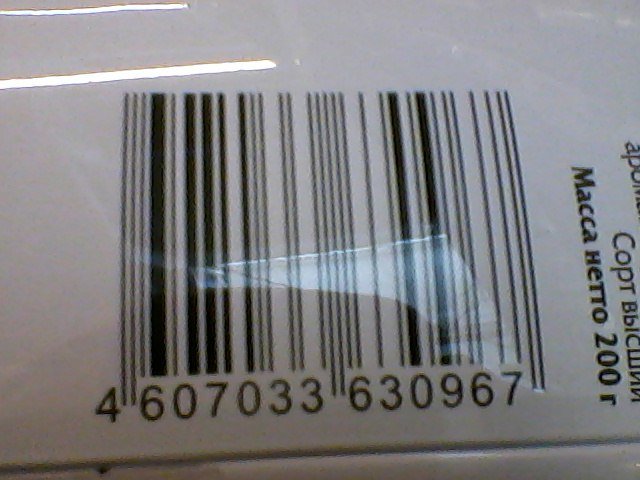 4 607033 630967
Сорт высший
Масса нетто 200 г